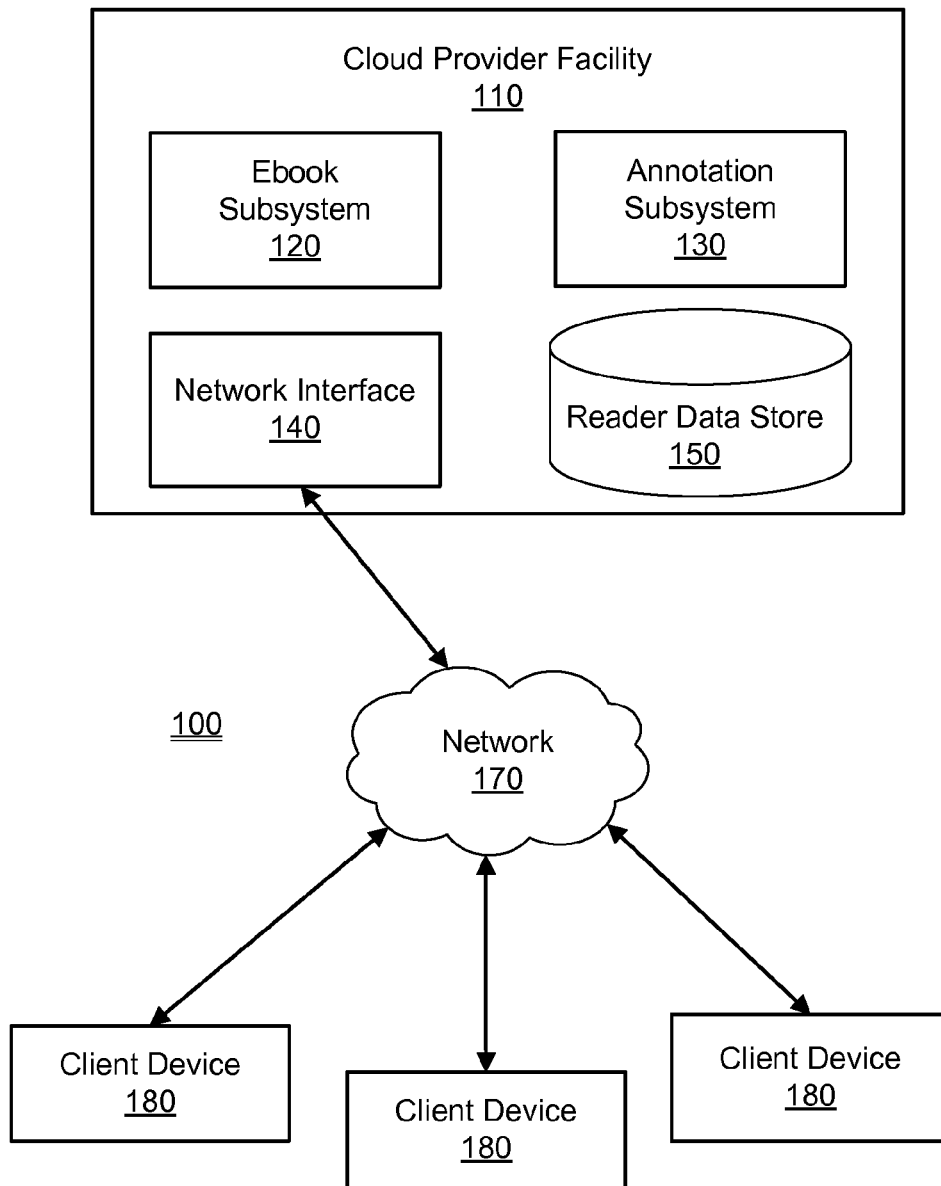 Cloud Provider Facility
110
Ebook
Subsystem
120
Annotation
Subsystem
130
Network Interface
140
Reader Data Store
150
100
Network
170
Client Device
180
Client Device
180
Client Device
180